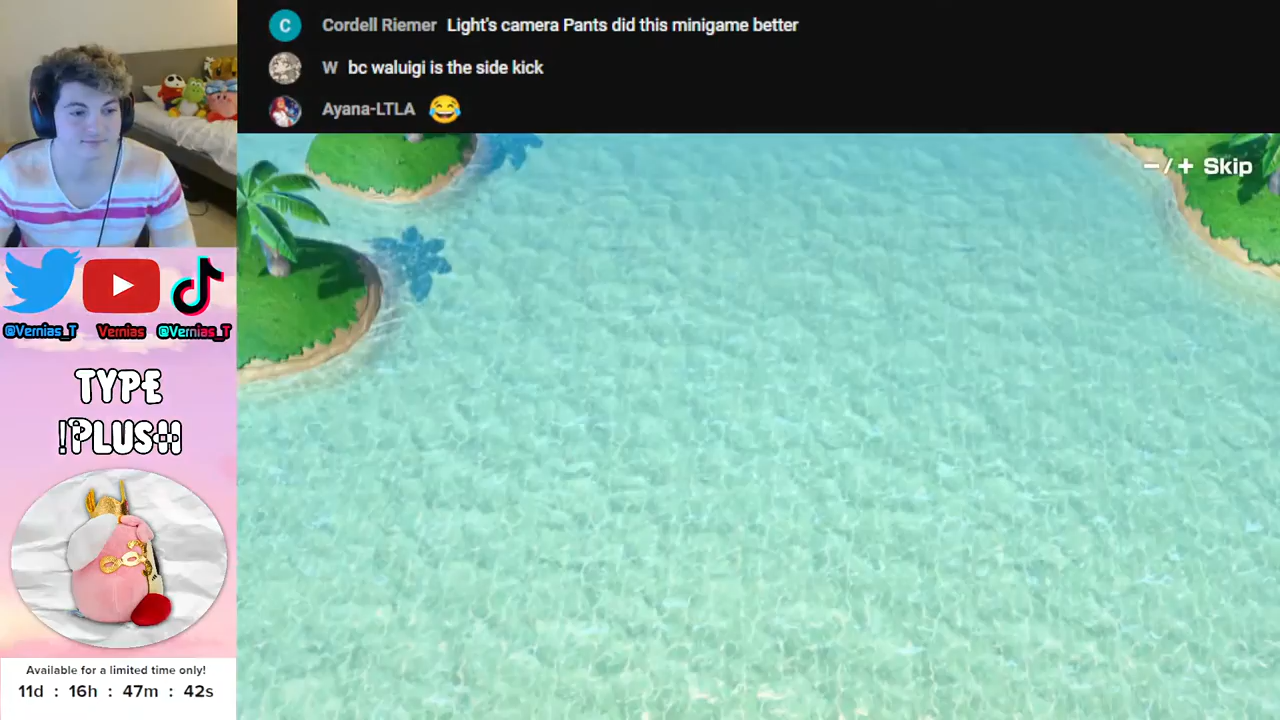 C Cordell Riemer Light's camera Pants did this minigame better
W bc waluigi is the side kick
Ayana-LTLA 😂
−/+ Skip
@Vernias_T Vernias @Vernias_T
TYPE
!PLUSH
Available for a limited time only!
11d : 16h : 47m : 42s